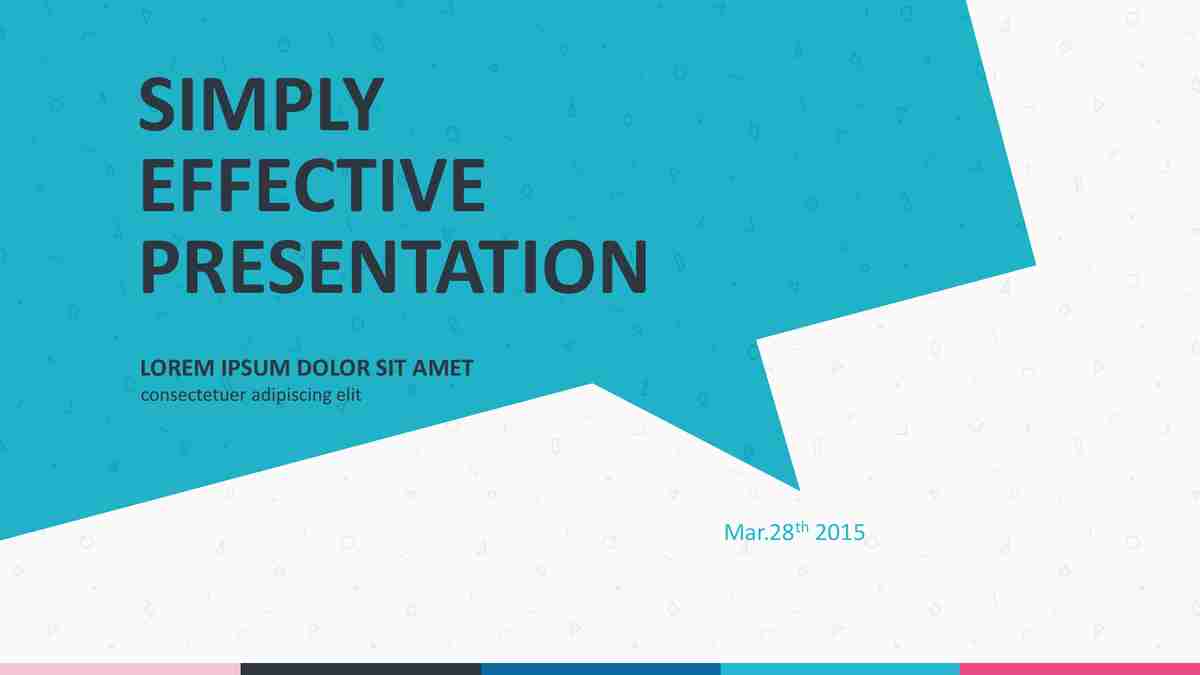 SIMPLY
EFFECTIVE
PRESENTATION
LOREM IPSUM DOLOR SIT AMET
consectetuer adipiscing elit
Mar.28th 2015